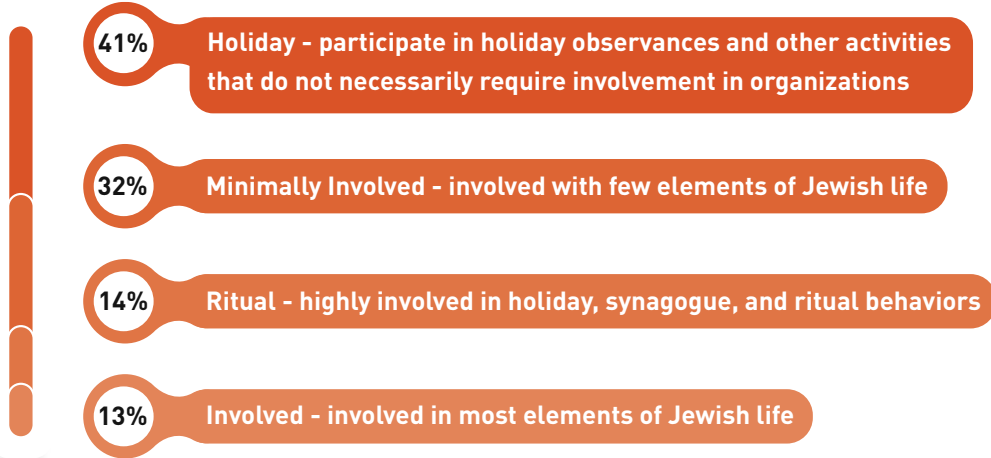 41%
Holiday - participate in holiday observances and other activities
that do not necessarily require involvement in organizations
32%
Minimally Involved - involved with few elements of Jewish life
14%
Ritual - highly involved in holiday, synagogue, and ritual behaviors
13%
Involved - involved in most elements of Jewish life